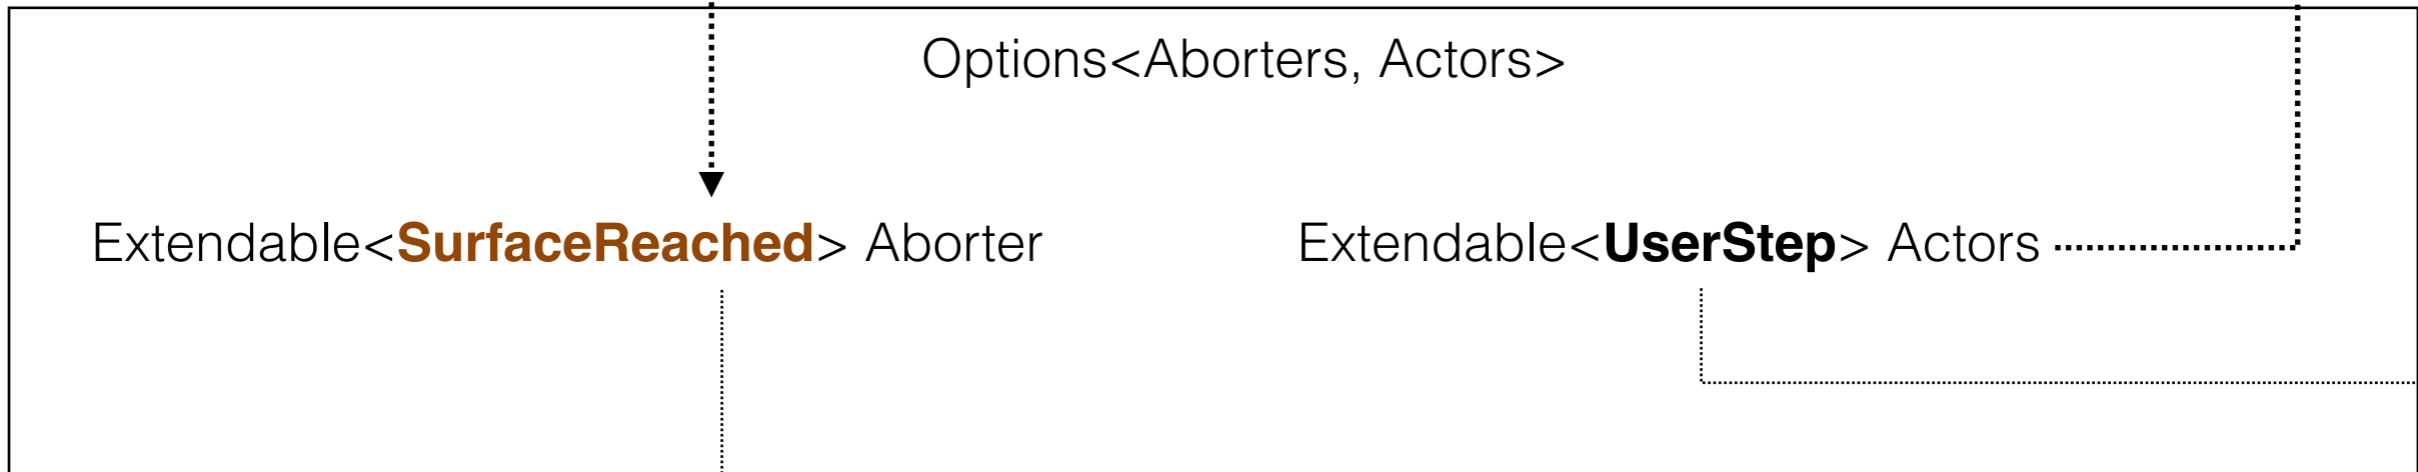 Options<Aborters, Actors>
Extendable<SurfaceReached> Aborter
Extendable<UserStep> Actors